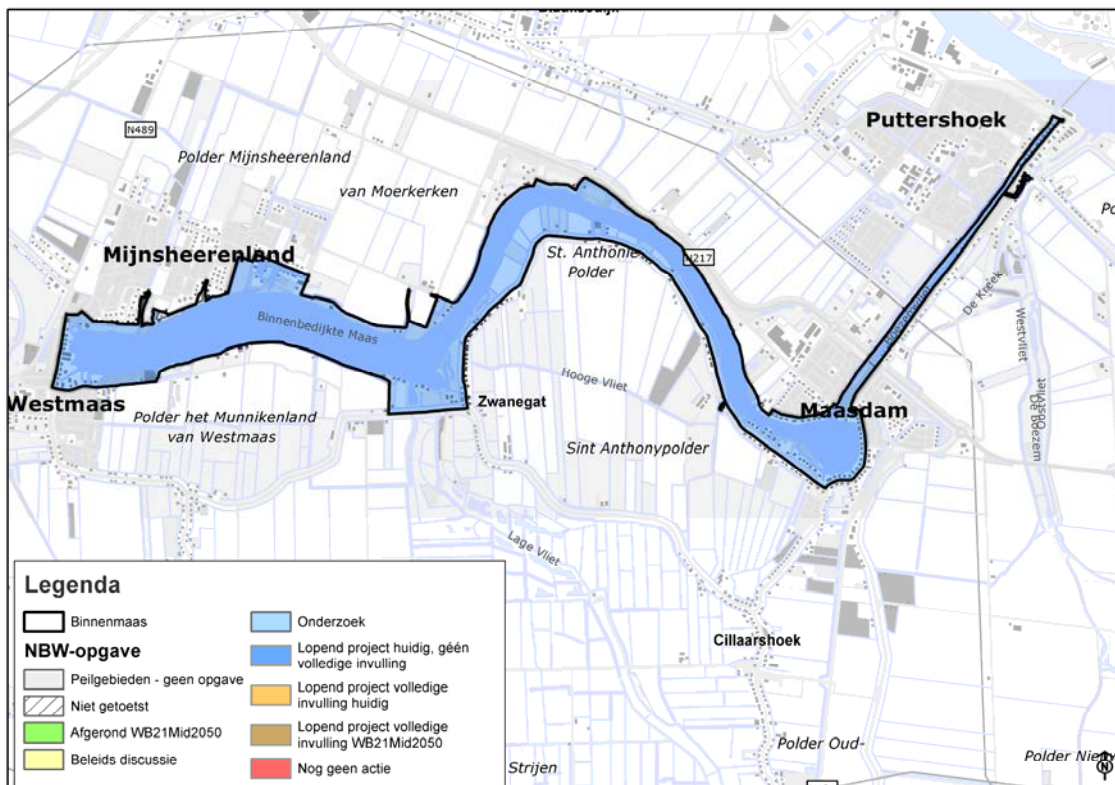 N489
Polder Mijnsheerenland
van Moerkerken
Puttershoek
Mijnsheerenland
St. Anthonie
Polder
N217
Binnenbedijkte Maas
De Kreek
Westvliet
Hooge Vliet
Oostvliet
De Boezem
Westmaas
Zwanegat
Maasdam
Polder het Munnikenland
van Westmaas
Sint Anthonypolder
Lage Vliet
Cillaarshoek
Polder Oud-
Strijen
N
Legenda
Binnenmaas
NBW-opgave
Peilgebieden - geen opgave
Niet getoetst
Afgerond WB21Mid2050
Beleids discussie
Onderzoek
Lopend project huidig, géén
volledige invulling
Lopend project volledige
invulling huidig
Lopend project volledige
invulling WB21Mid2050
Nog geen actie